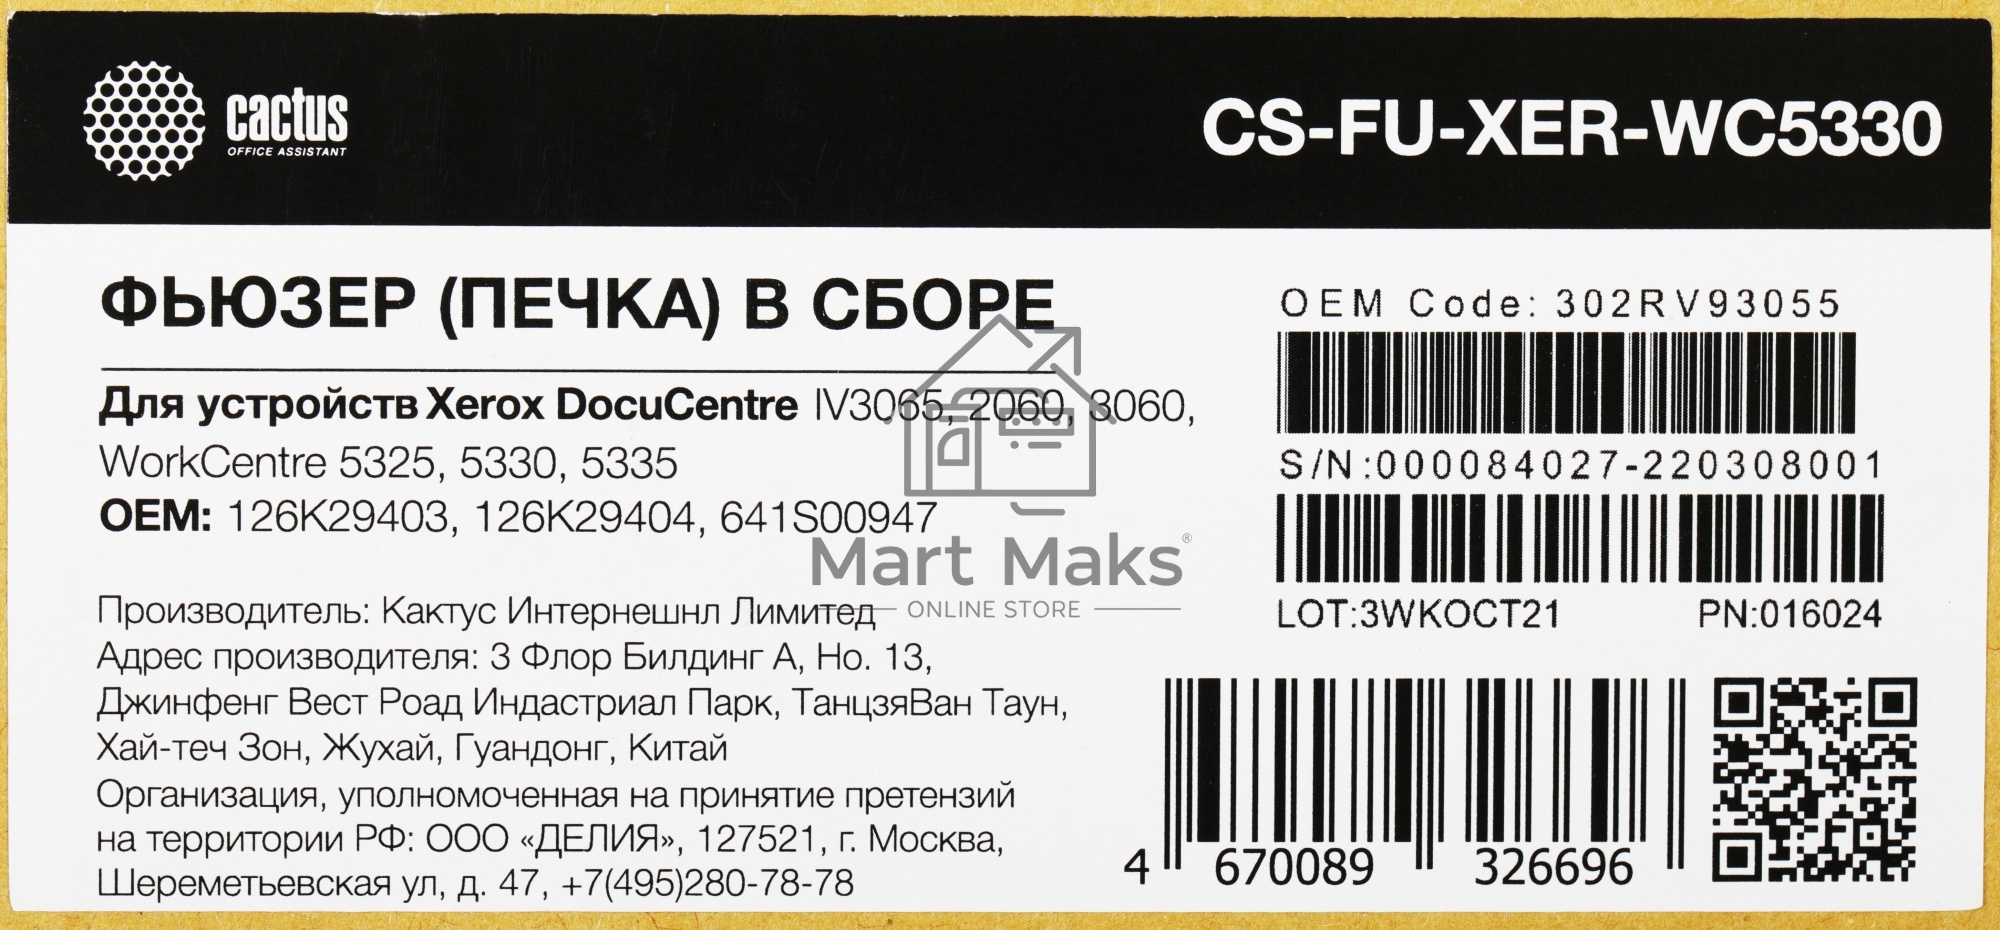 cactus
OFFICE ASSISTANT
CS-FU-XER-WC5330
ФЬЮЗЕР (ПЕЧКА) В СБОРЕ
Для устройств Xerox DocuCentre IV3065, 2060, 3060,
WorkCentre 5325, 5330, 5335
OEM: 126K29403, 126K29404, 641S00947
Производитель: Кактус Интернешнл Лимитед
Адрес производителя: 3 Флор Билдинг А, Но. 13,
Джинфенг Вест Роад Индастриал Парк, ТанцзяВан Таун,
Хай-теч Зон, Жухай, Гуандонг, Китай
Организация, уполномоченная на принятие претензий
на территории РФ: ООО «ДЕЛИЯ», 127521, г. Москва,
Шереметьевская ул, д. 47, +7(495)280-78-78
OEM Code: 302RV93055
S/N:000084027-220308001
LOT:3WKOCT21 PN:016024
4 670089 326696
Mart Maks®
ONLINE STORE